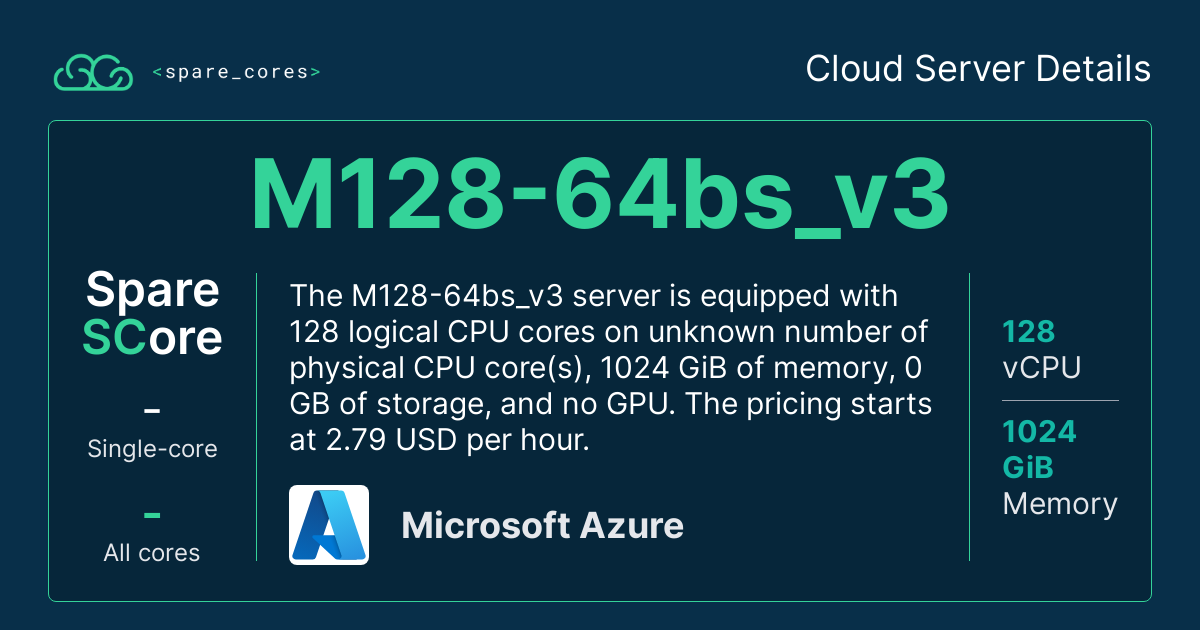 <spare_cores>
Cloud Server Details
M128-64bs_v3
Spare
SCore
–
Single-core
–
All cores
The M128-64bs_v3 server is equipped with
128 logical CPU cores on unknown number of
physical CPU core(s), 1024 GiB of memory, 0
GB of storage, and no GPU. The pricing starts
at 2.79 USD per hour.
Microsoft Azure
128
vCPU
1024
GiB
Memory